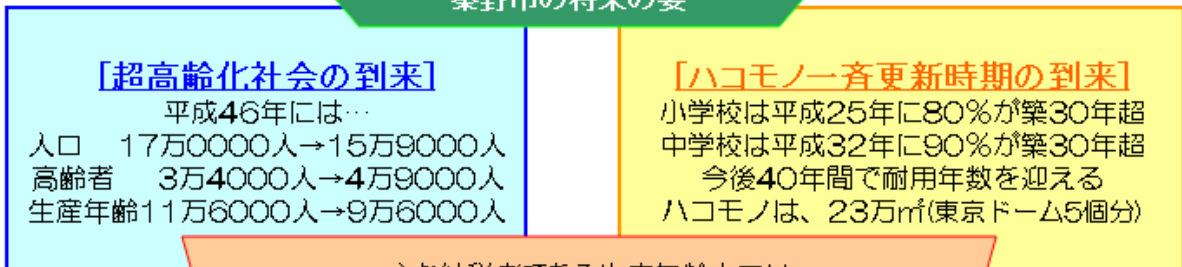 秦野市の将来の姿
[超高齢化社会の到来]
平成46年には…
人口　17万0000人→15万9000人
高齢者　3万4000人→4万9000人
生産年齢11万6000人→9万6000人
[ハコモノ一斉更新時期の到来]
小学校は平成25年に80%が築30年超
中学校は平成32年に90%が築30年超
今後40年間で耐用年数を迎える
ハコモノは、23万㎡(東京ドーム5個分)